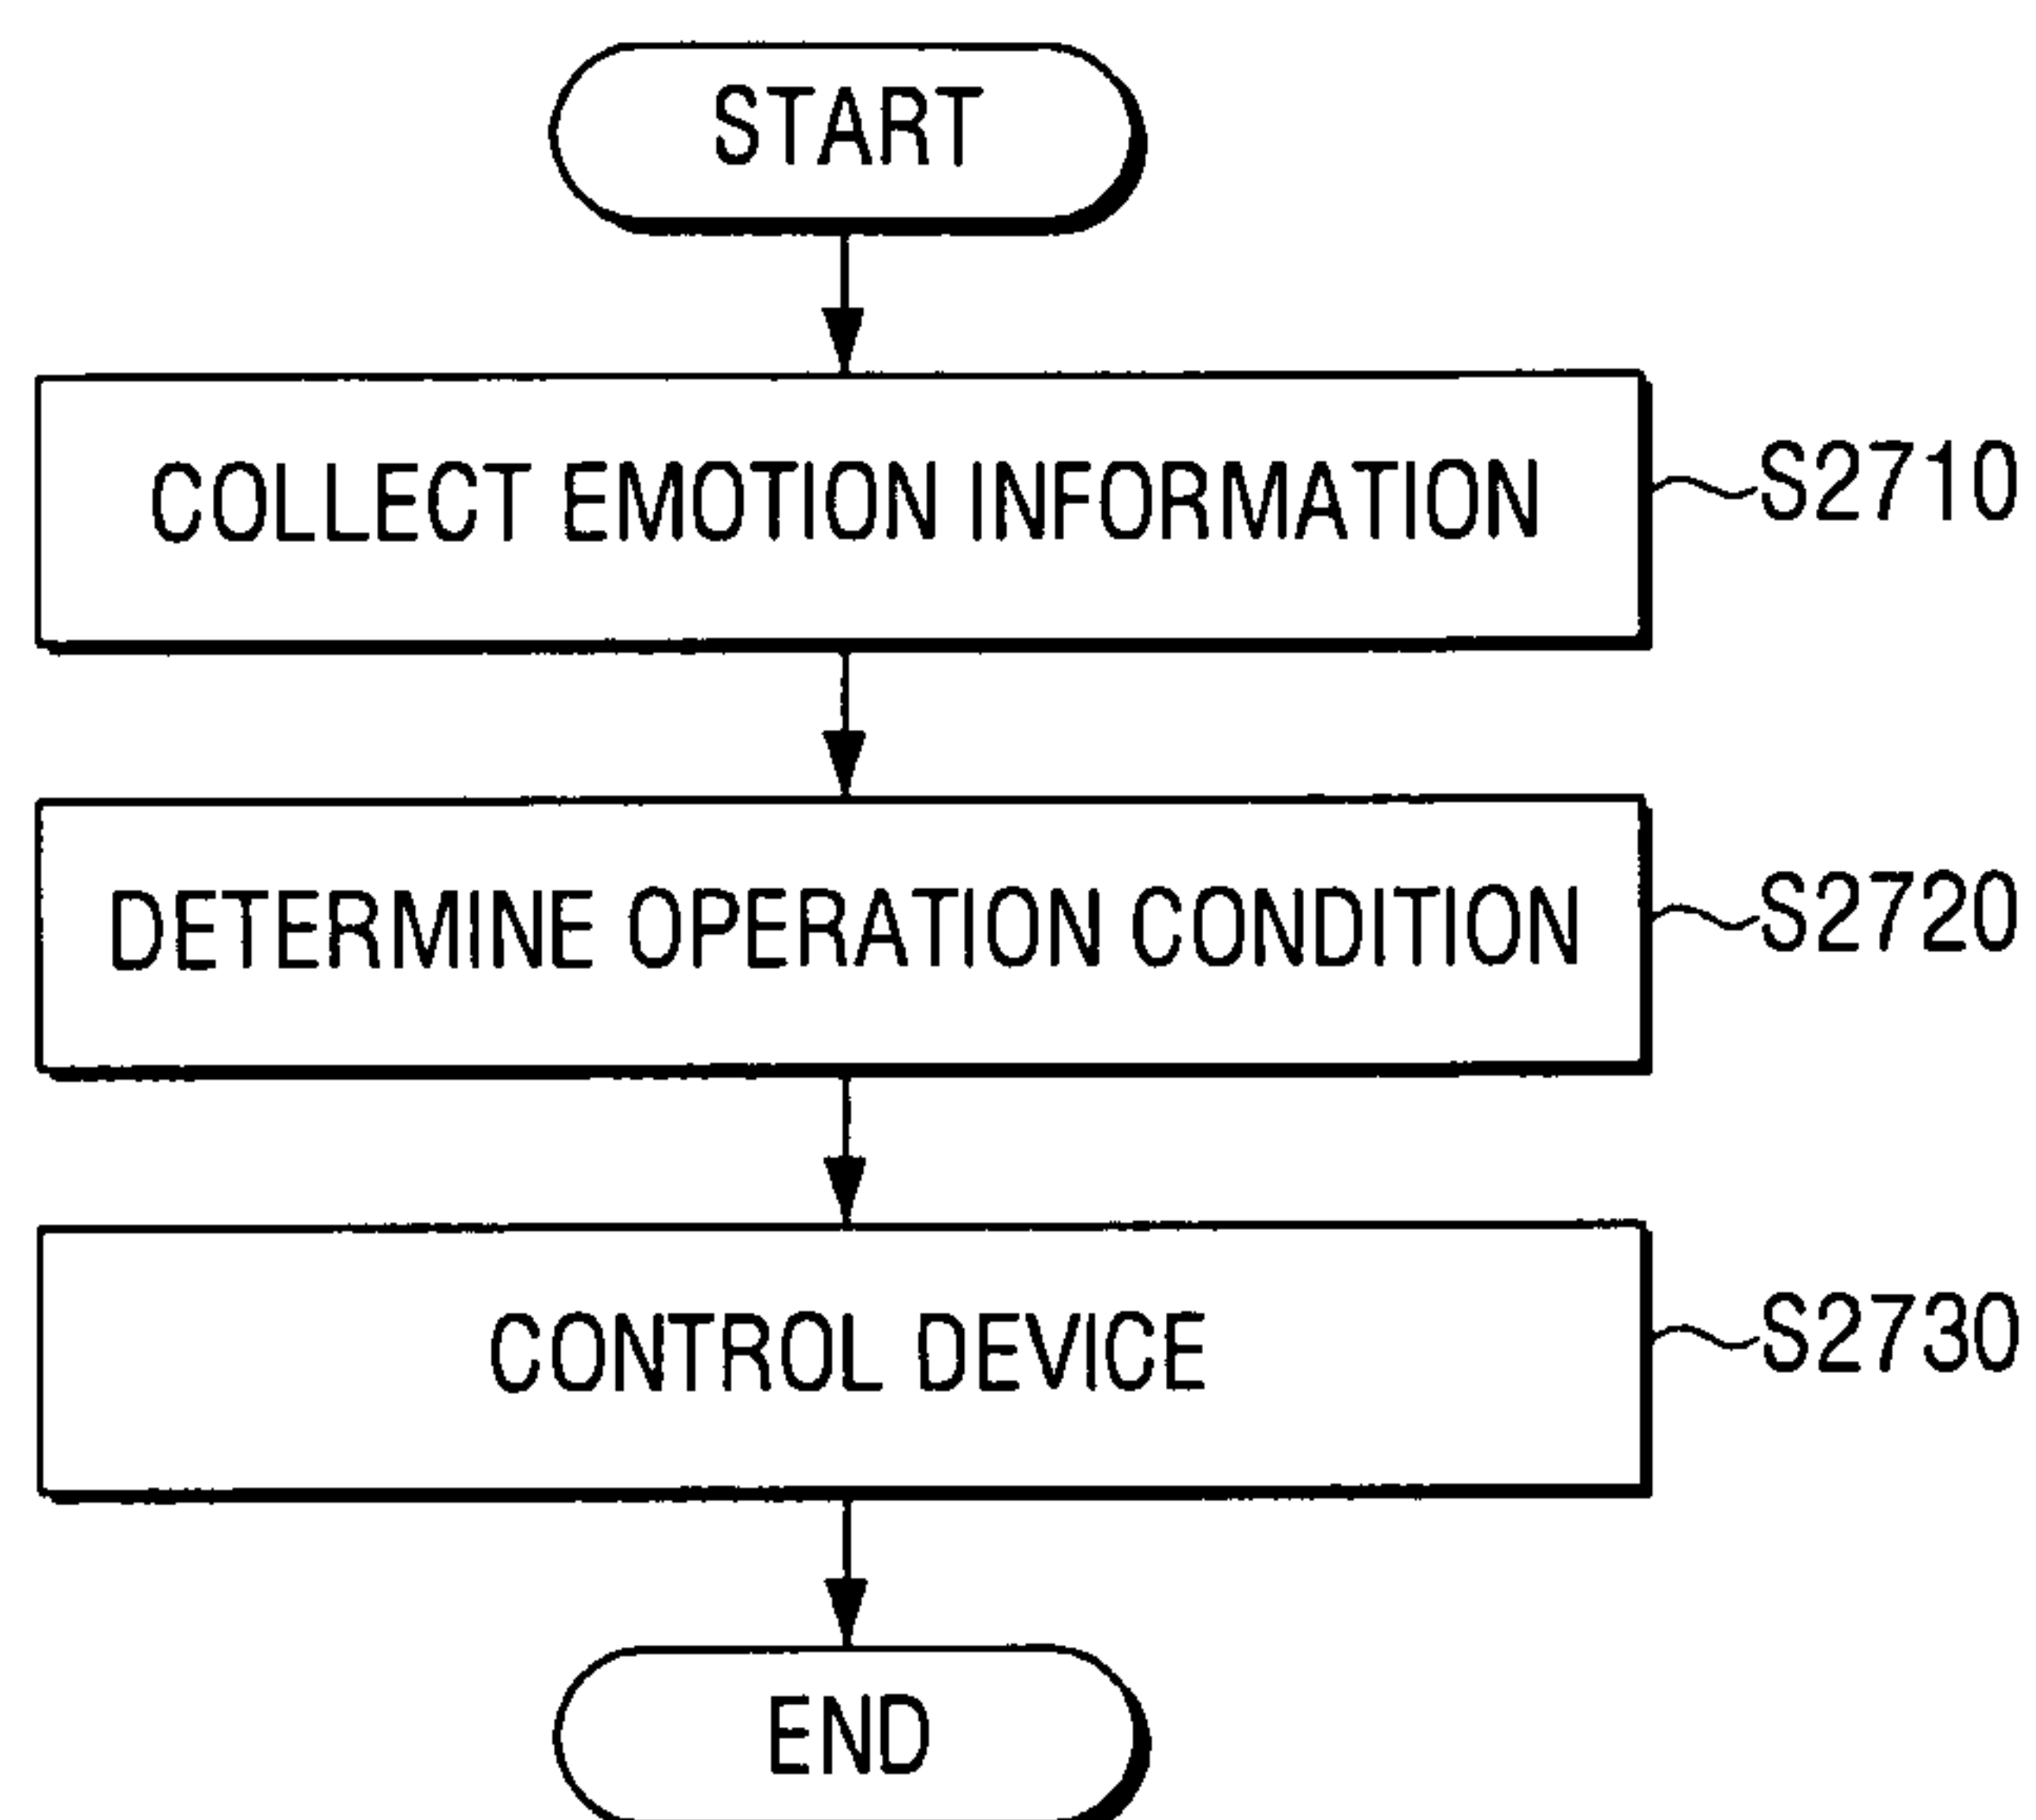 START
COLLECT EMOTION INFORMATION
S2710
DETERMINE OPERATION CONDITION
S2720
CONTROL DEVICE
S2730
END